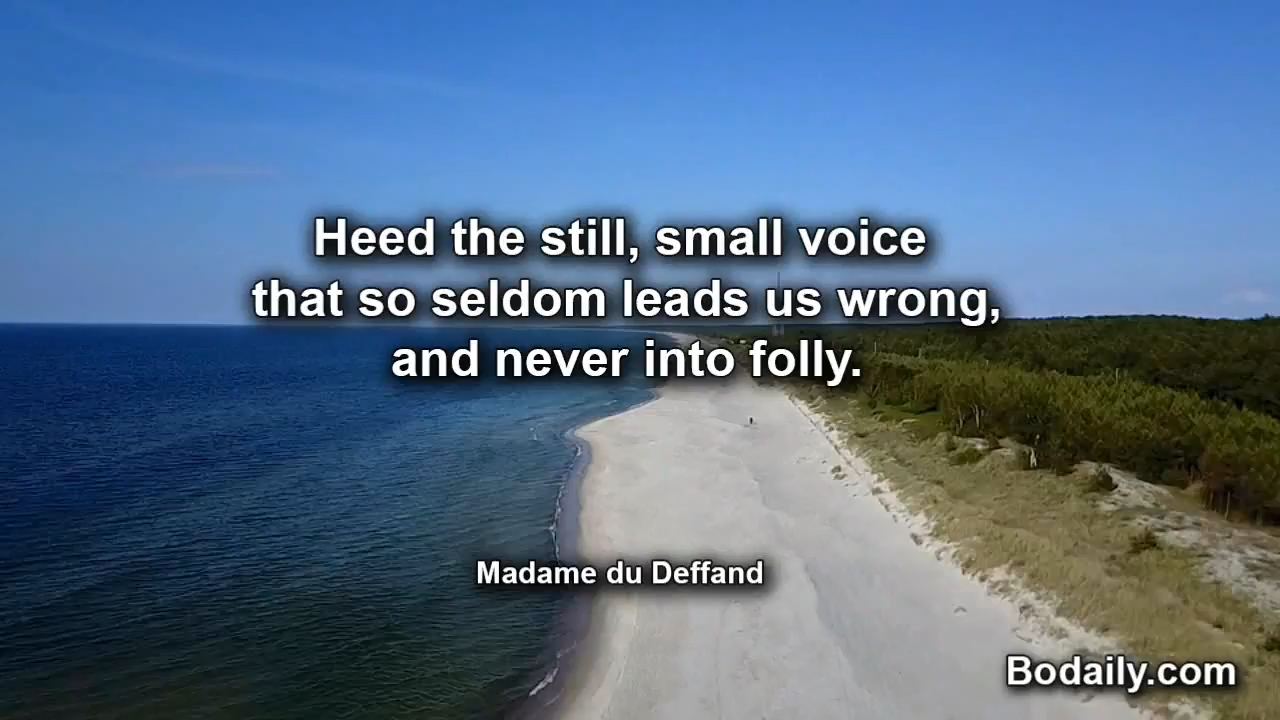 Heed the still, small voice
that so seldom leads us wrong,
and never into folly.
Madame du Deffand
Bodaily.com